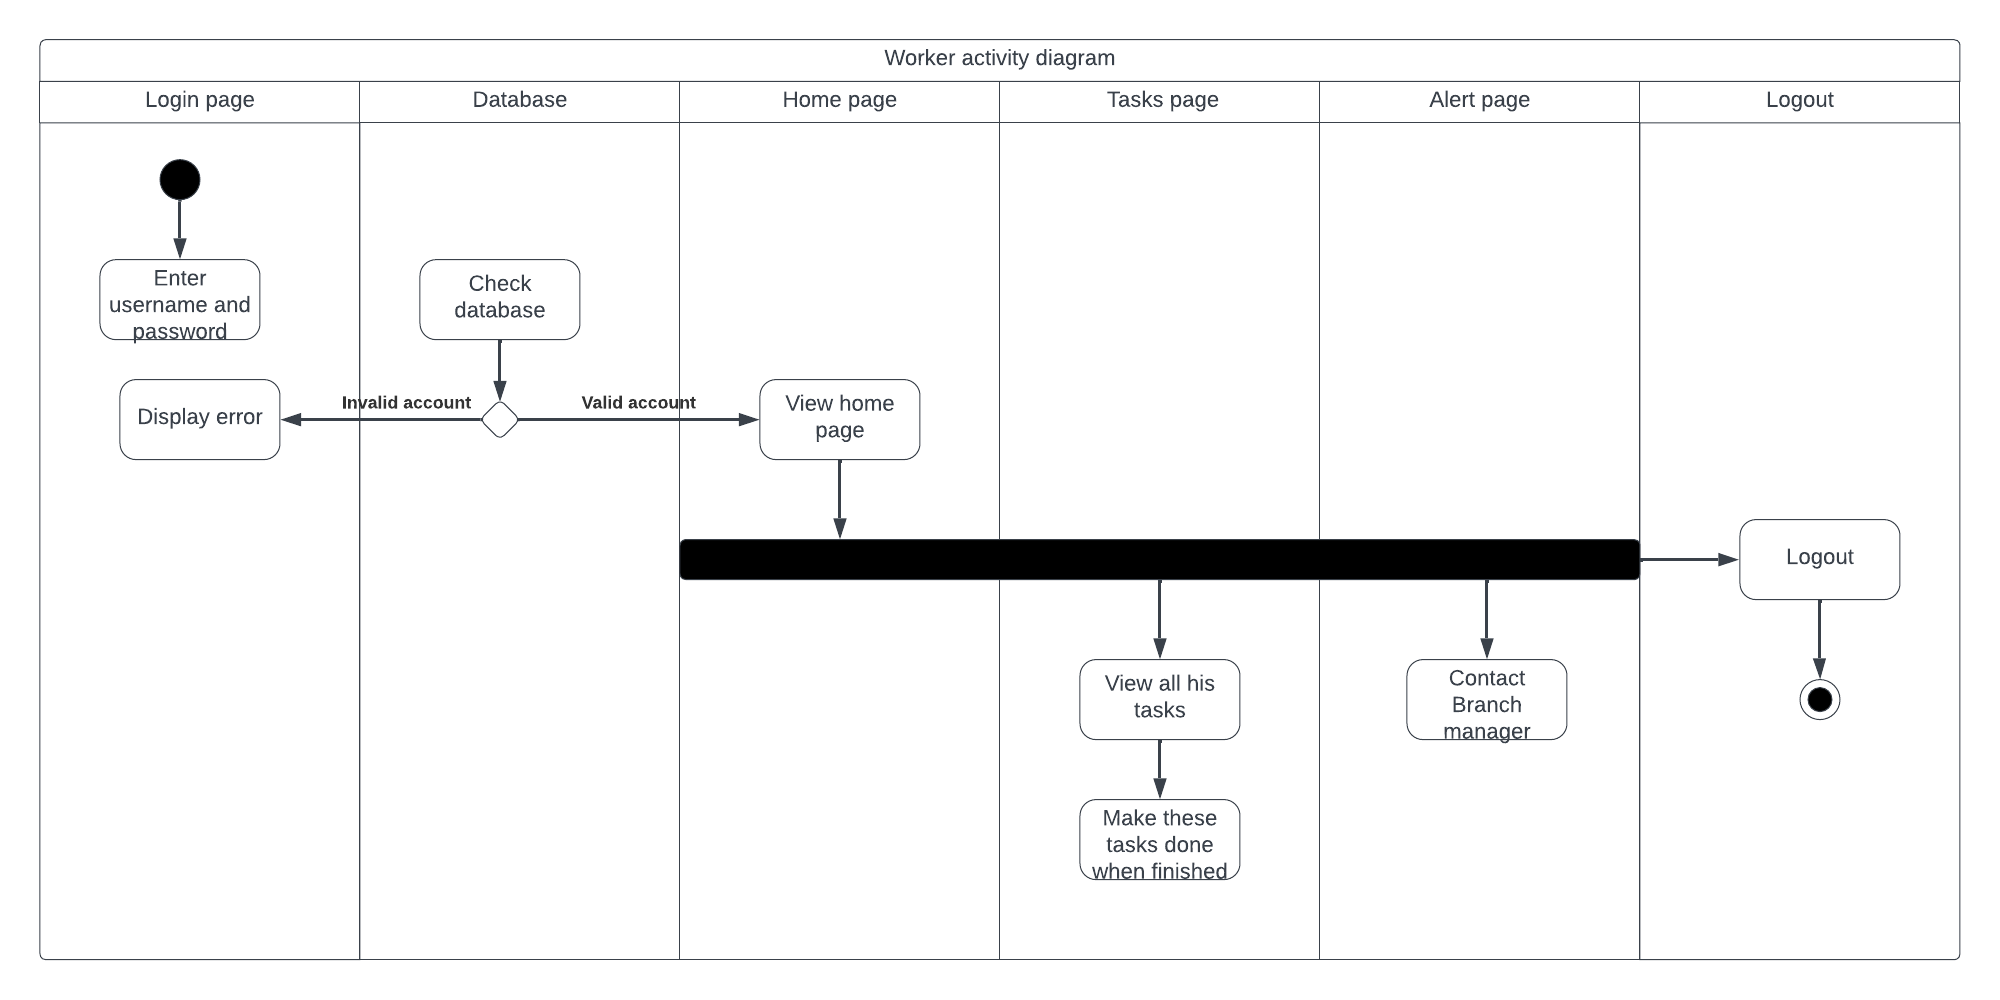 Worker activity diagram
Login page
Database
Home page
Tasks page
Alert page
Logout
Enter
username and
password
Check
database
Display error
Invalid account
Valid account
View home
page
Logout
View all his
tasks
Contact
Branch
manager
Make these
tasks done
when finished